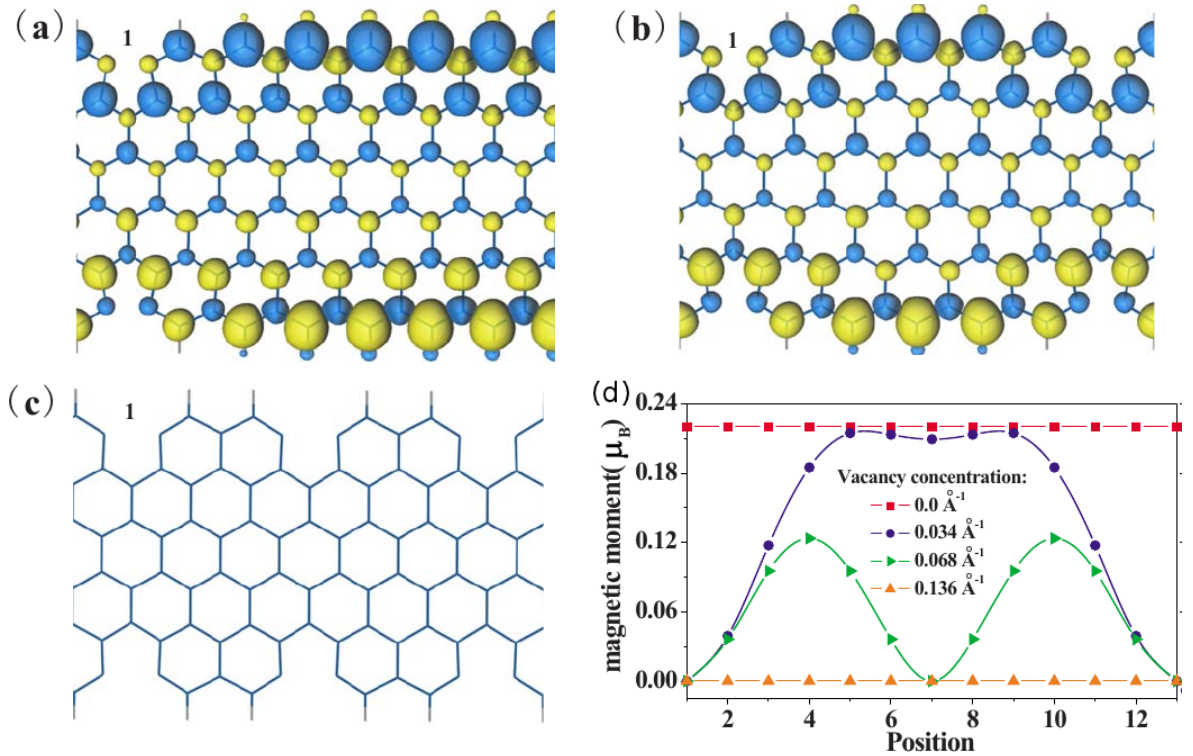 (a)
1
(b)
1
(c)
1
(d)
magnetic moment( μB)
0.24
0.18
0.12
0.06
0.00
Vacancy concentration:
0.0 Å-1
0.034 Å-1
0.068 Å-1
0.136 Å-1
2 4 6 8 10 12
Position